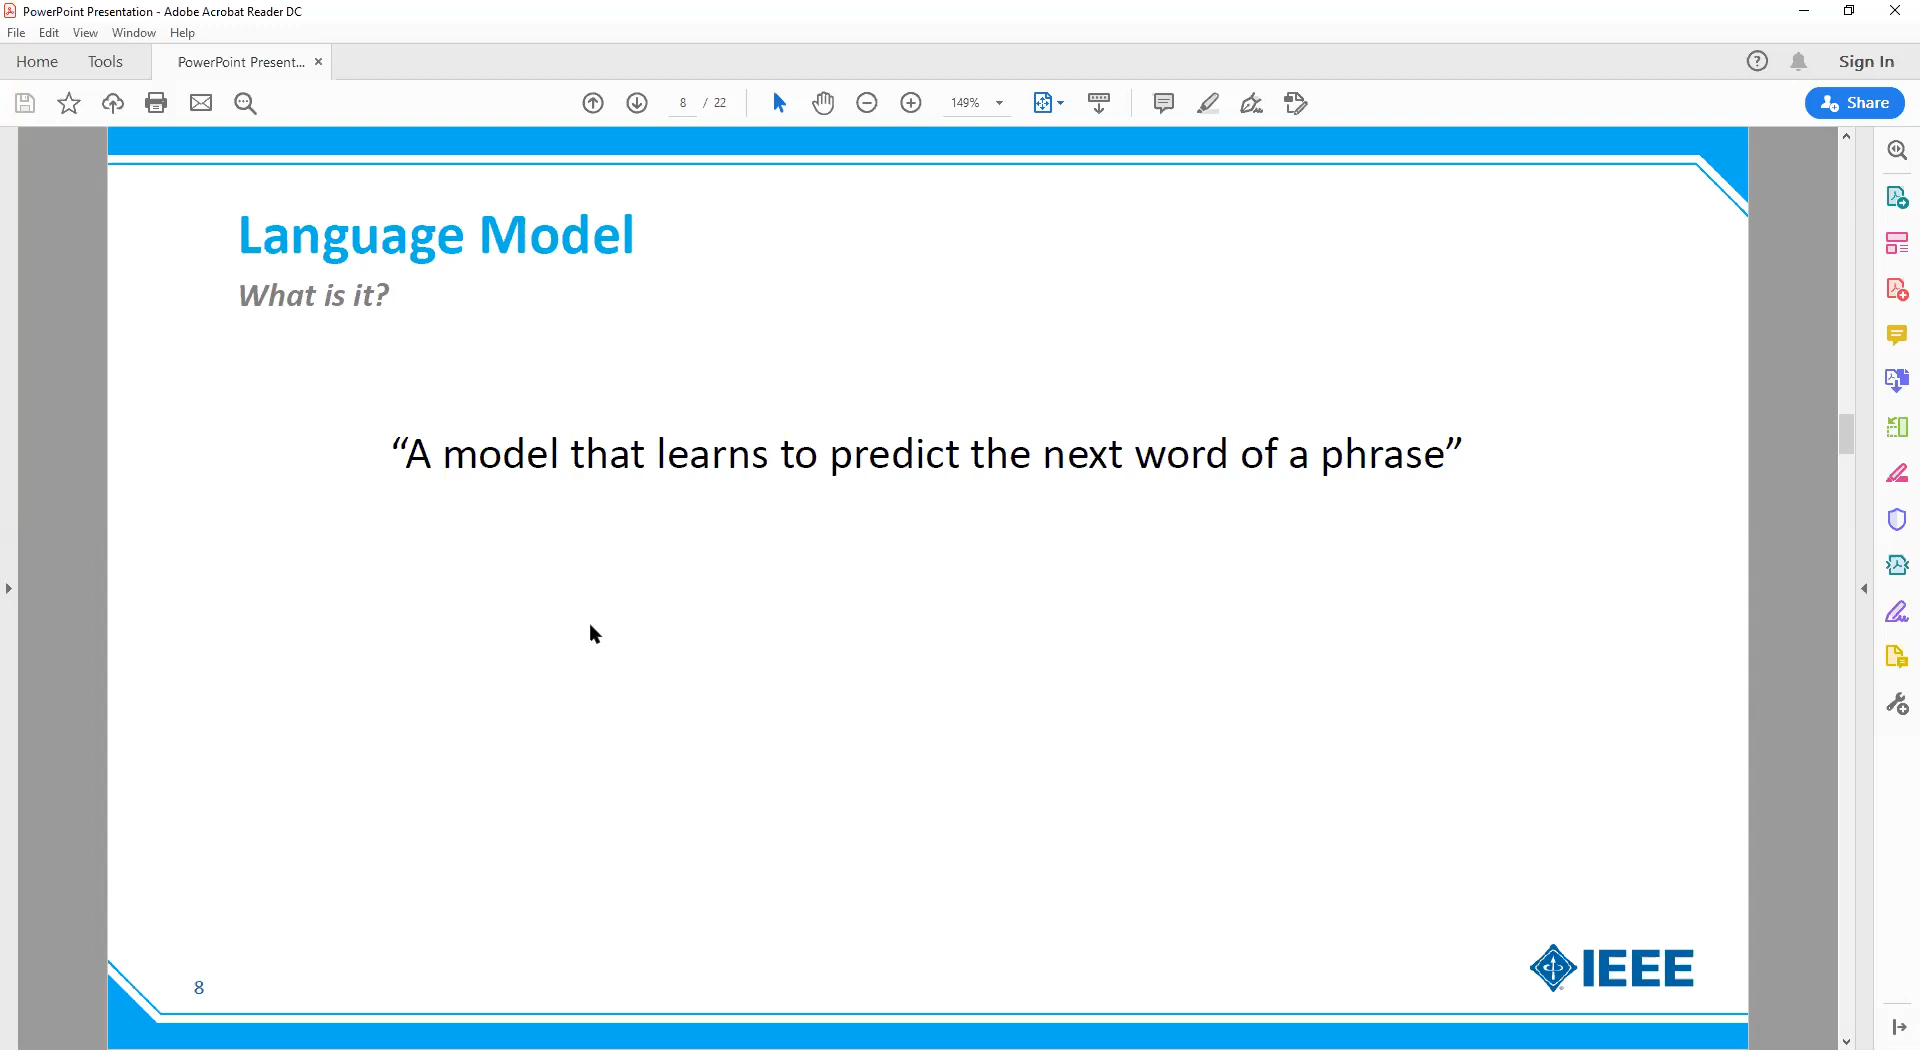 PowerPoint Presentation - Adobe Acrobat Reader DC
File Edit View Window Help
Home Tools PowerPoint Present... × ? Sign In
8 / 22 149% Share
Language Model
What is it?
“A model that learns to predict the next word of a phrase”
8
IEEE